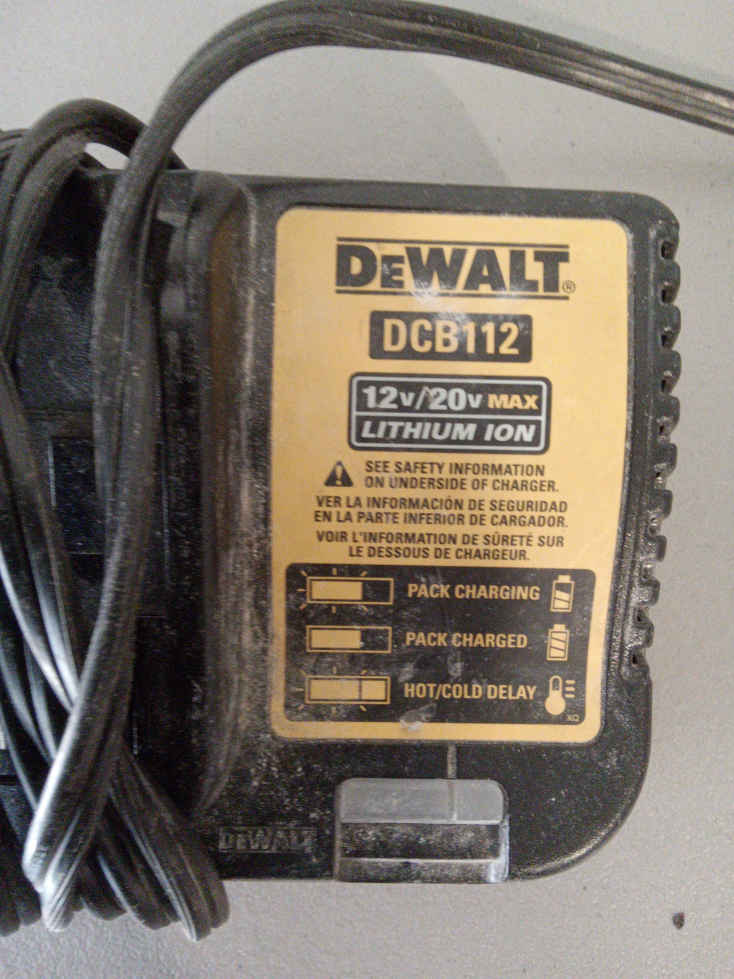 DEWALT®
DCB112
12V/20V MAX
LITHIUM ION
SEE SAFETY INFORMATION
ON UNDERSIDE OF CHARGER.
VER LA INFORMACIÓN DE SEGURIDAD
EN LA PARTE INFERIOR DE CARGADOR.
VOIR L'INFORMATION DE SÛRETÉ SUR
LE DESSOUS DE CHARGEUR.
PACK CHARGING
PACK CHARGED
HOT/COLD DELAY
XQ
DEWALT